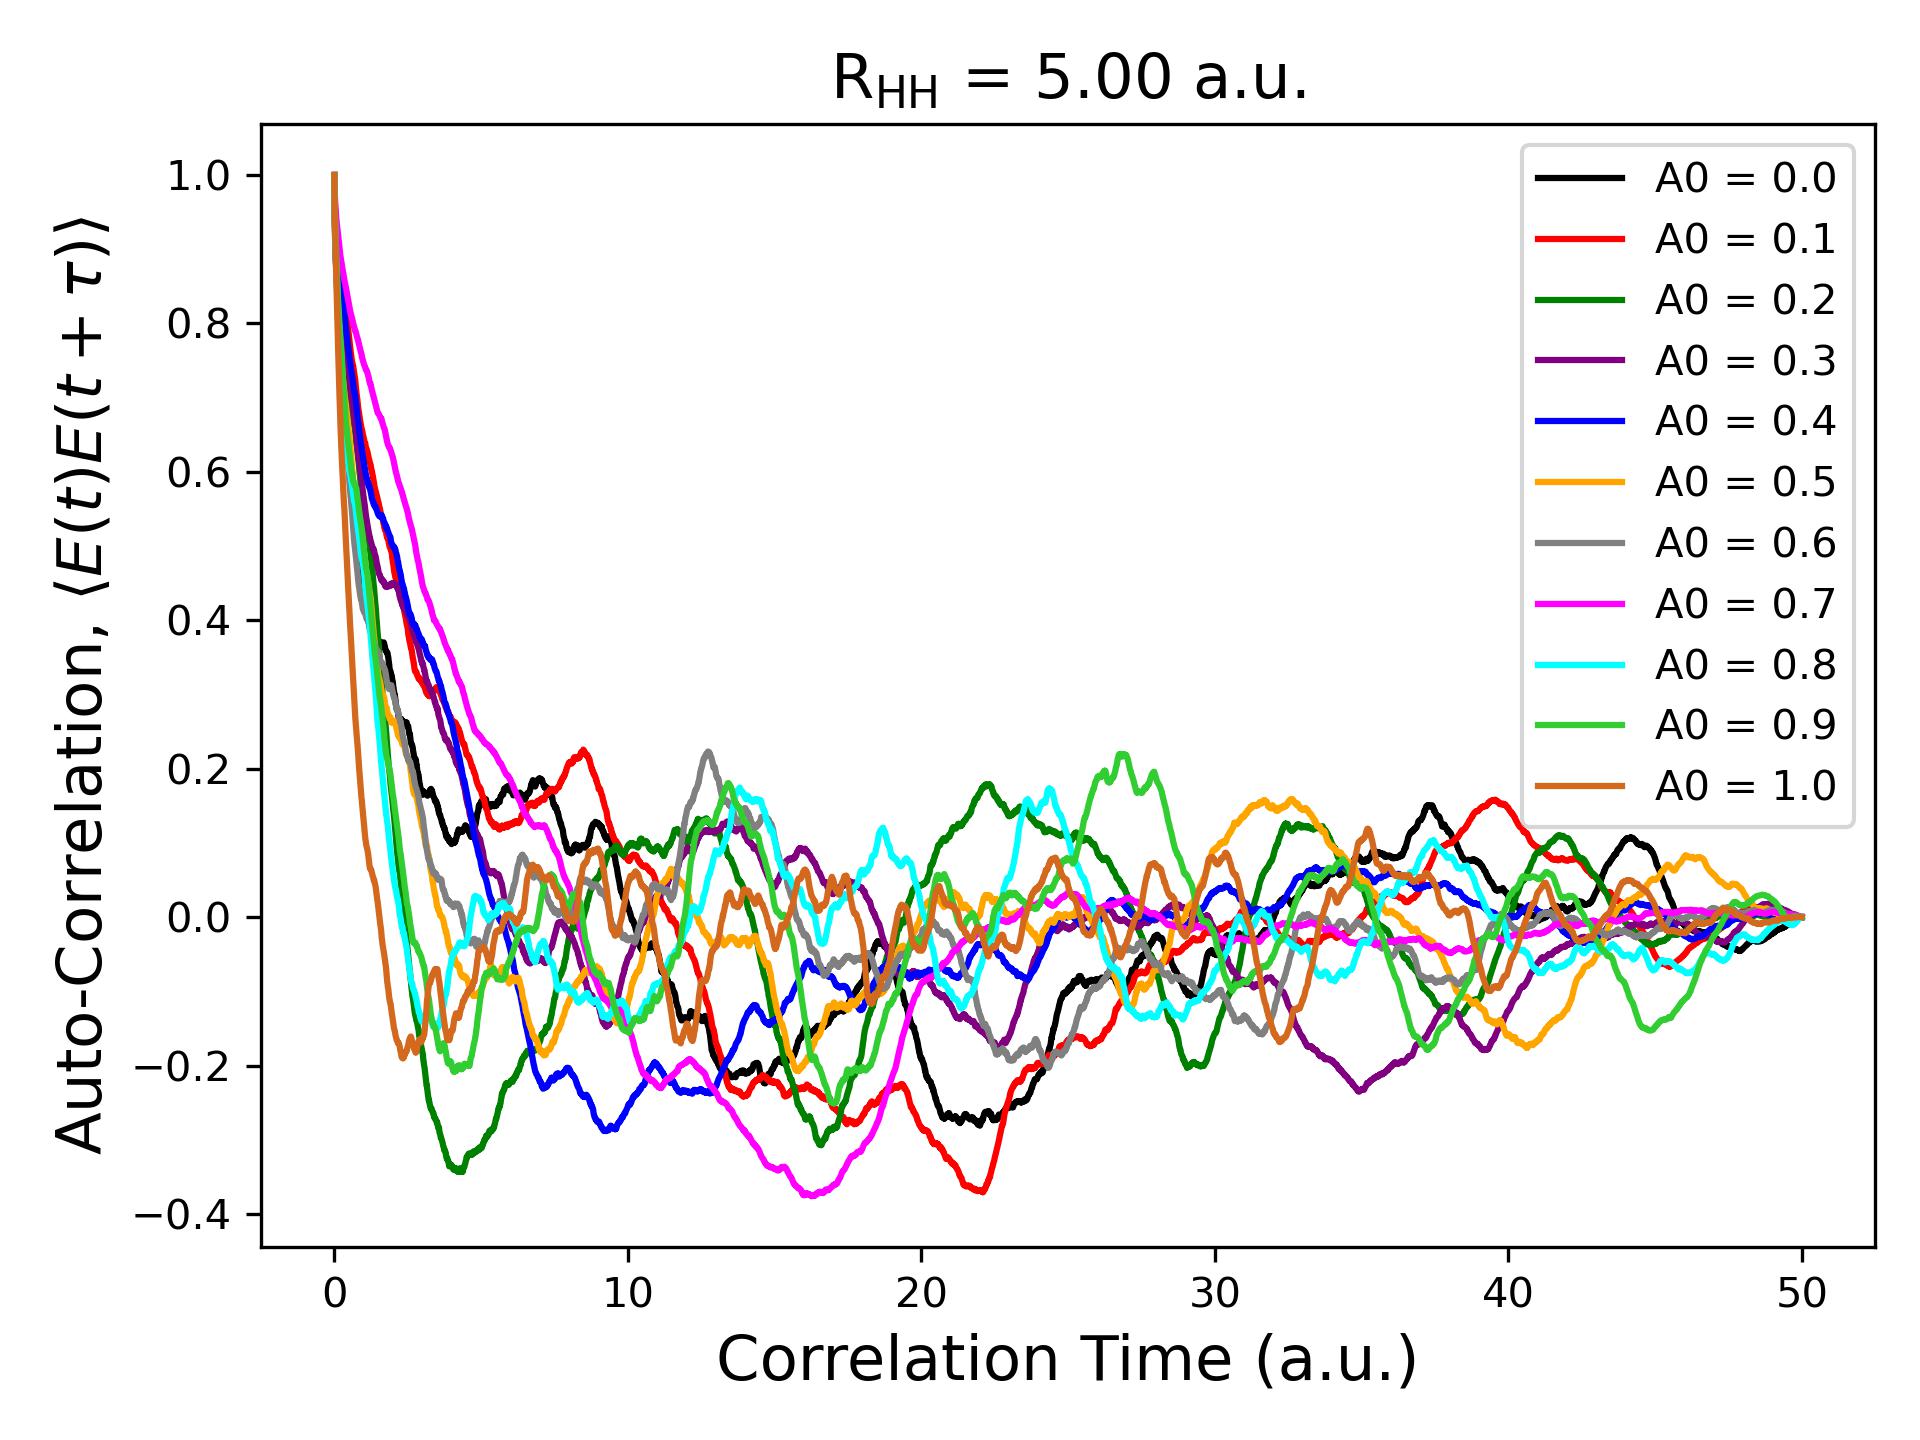 R_HH = 5.00 a.u.
Auto-Correlation, ⟨E(t)E(t + τ)⟩
1.0
0.8
0.6
0.4
0.2
0.0
−0.2
−0.4
A0 = 0.0
A0 = 0.1
A0 = 0.2
A0 = 0.3
A0 = 0.4
A0 = 0.5
A0 = 0.6
A0 = 0.7
A0 = 0.8
A0 = 0.9
A0 = 1.0
0 10 20 30 40 50
Correlation Time (a.u.)